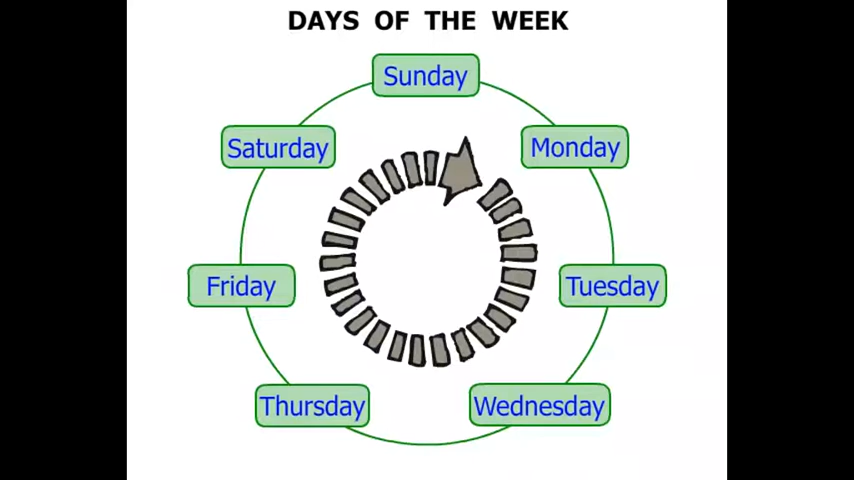 DAYS OF THE WEEK
Sunday
Monday
Tuesday
Wednesday
Thursday
Friday
Saturday